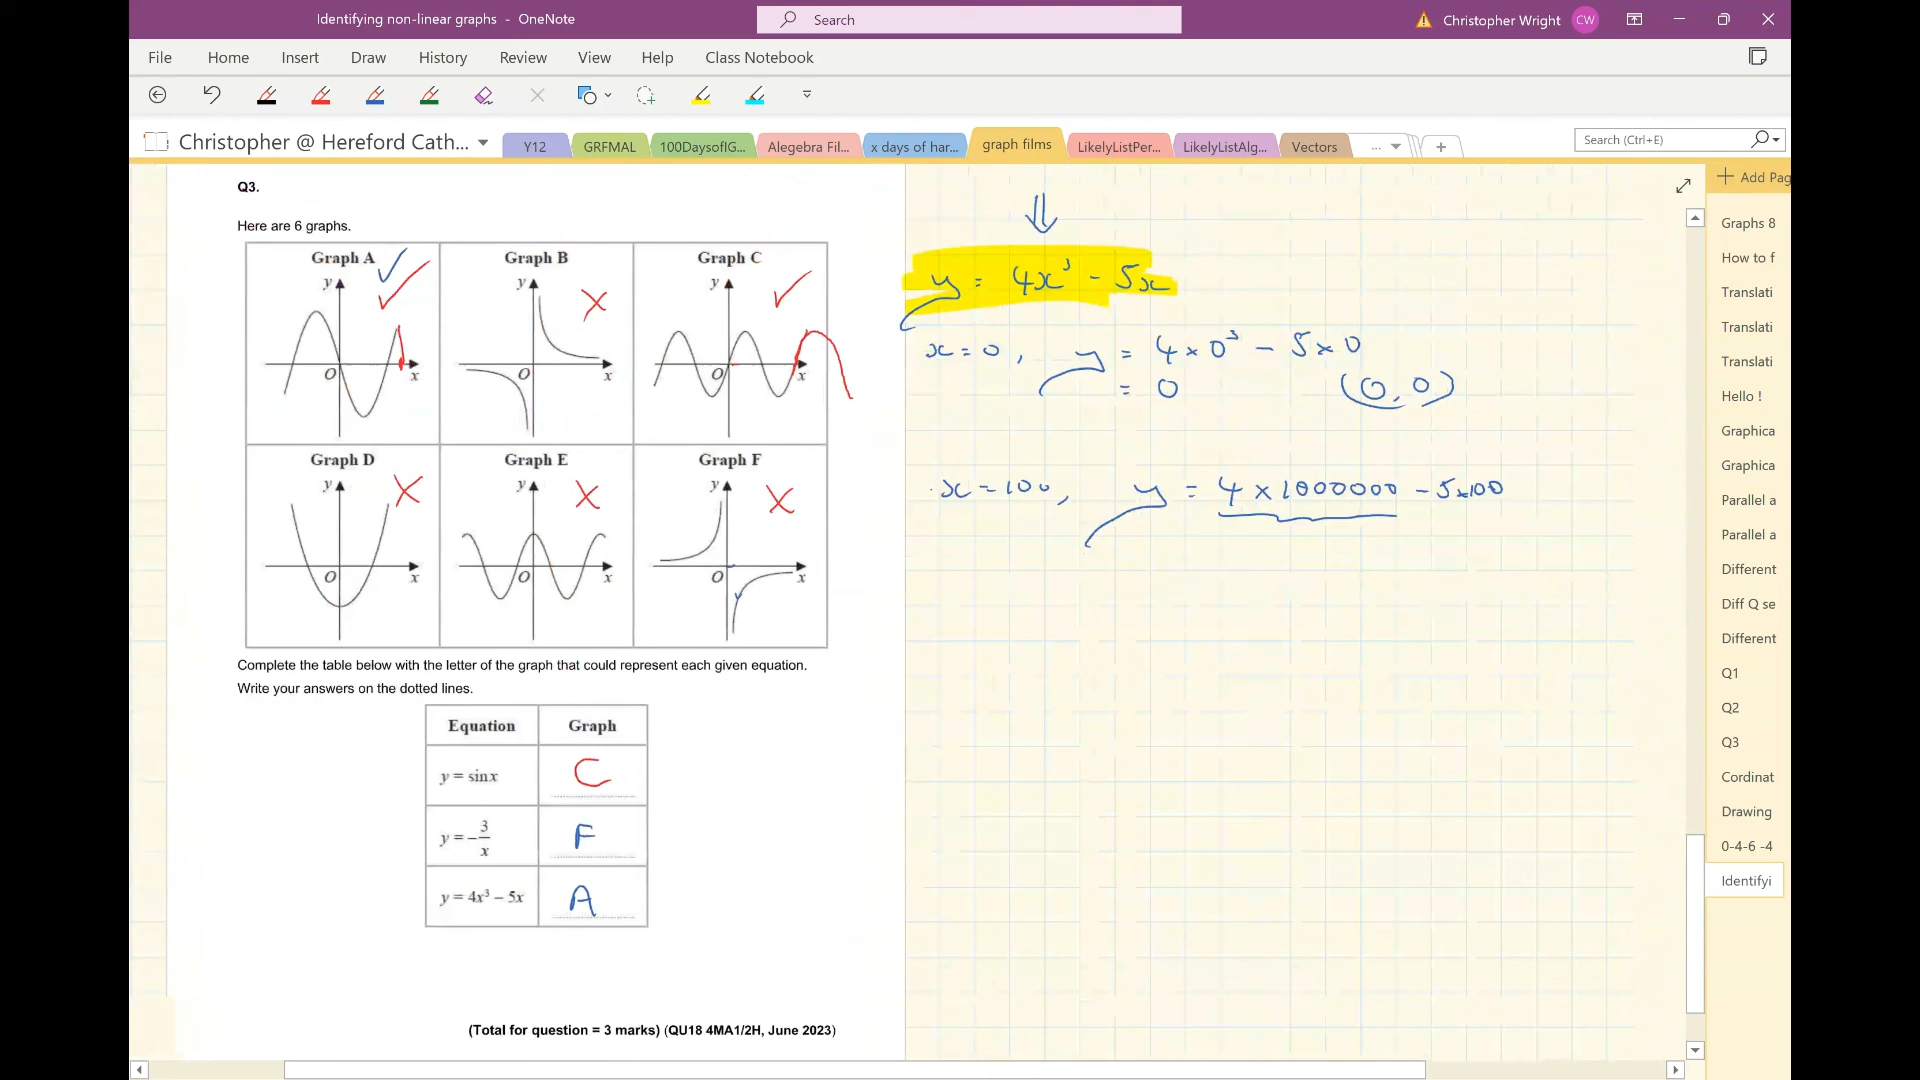 Identifying non-linear graphs - OneNote
Search
Christopher Wright CW
File Home Insert Draw History Review View Help Class Notebook
Christopher @ Hereford Cath...
Y12 GRFMAL 100DaysofIG... Alegebra Fil... x days of har... graph films LikelyListPer... LikelyListAlg... Vectors ... +
Search (Ctrl+E)
Add Pag
Graphs 8
How to f
Translati
Translati
Translati
Hello !
Graphica
Graphica
Parallel a
Parallel a
Different
Diff Q se
Different
Q1
Q2
Q3
Cordinat
Drawing
0-4-6 -4
Identifyi
Q3.
Here are 6 graphs.
Graph A Graph B Graph C
y y y
O x O x O x
Graph D Graph E Graph F
y y y
O x O x O x
Complete the table below with the letter of the graph that could represent each given equation.
Write your answers on the dotted lines.
Equation Graph
y = sinx C
y = -3/x F
y = 4x³ – 5x A
(Total for question = 3 marks) (QU18 4MA1/2H, June 2023)
y = 4x³ - 5x
x = 0, y = 4 × 0³ - 5 × 0
= 0 (0,0)
x = 100, y = 4 × 1000000 - 5×100